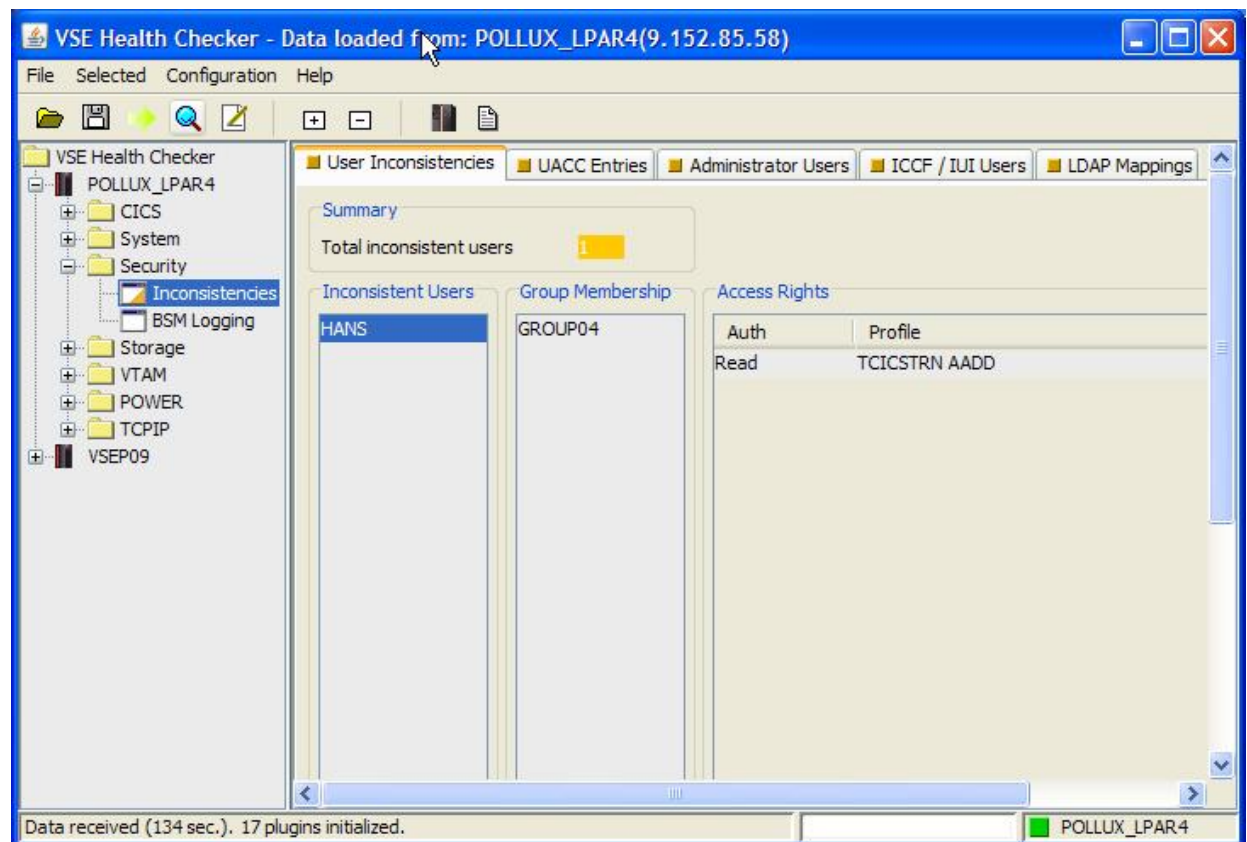 VSE Health Checker - Data loaded from: POLLUX_LPAR4(9.152.85.58)
File Selected Configuration Help
VSE Health Checker
POLLUX_LPAR4
CICS
System
Security
Inconsistencies
BSM Logging
Storage
VTAM
POWER
TCPIP
VSEP09
User Inconsistencies UACC Entries Administrator Users ICCF / IUI Users LDAP Mappings
Summary
Total inconsistent users 1
Inconsistent Users Group Membership Access Rights
HANS GROUP04 Auth Profile
Read TCICSTRN AADD
Data received (134 sec.). 17 plugins initialized. POLLUX_LPAR4